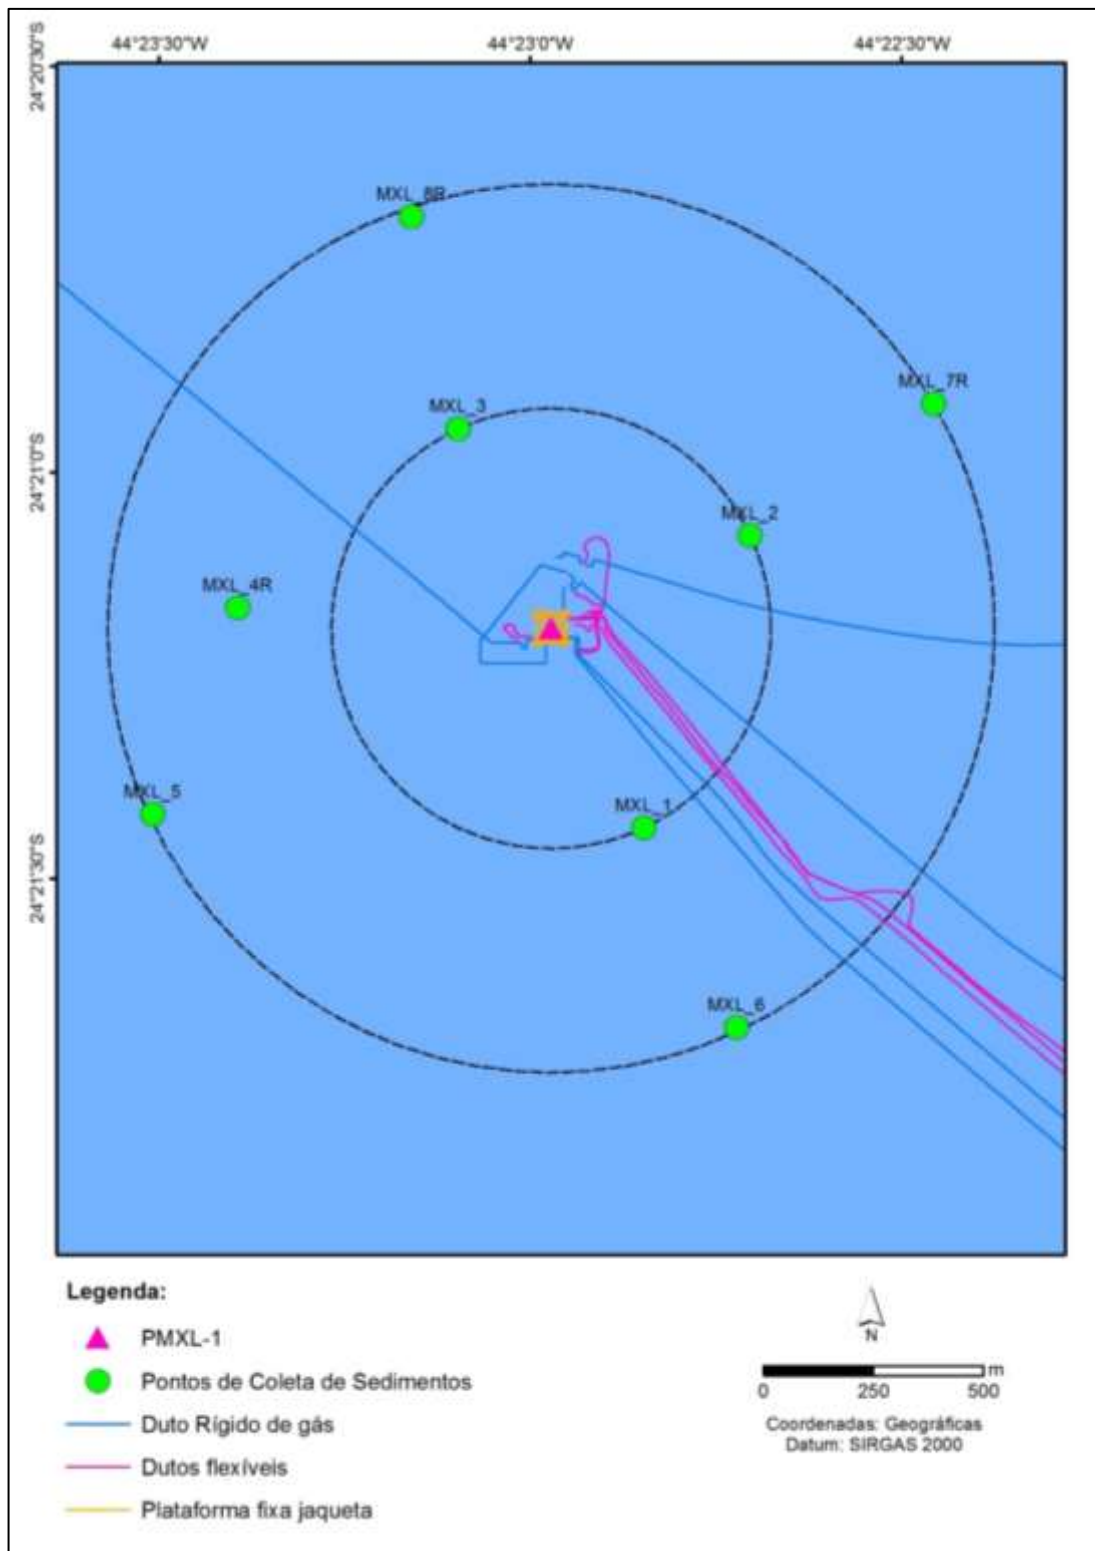 44°23'30"W 44°23'0"W 44°22'30"W
24°20'30"S
MXL_8R
MXL_7R
MXL_3
24°21'0"S
MXL_2
MXL_4R
MXL_5
MXL_1
24°21'30"S
MXL_6
Legenda:
PMXL-1
Pontos de Coleta de Sedimentos
Duto Rígido de gás
Dutos flexíveis
Plataforma fixa jaqueta
N
m
0 250 500
Coordenadas: Geográficas
Datum: SIRGAS 2000